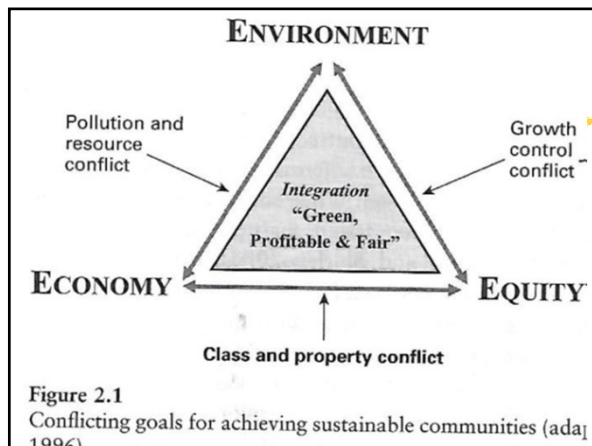 ENVIRONMENT
Pollution and
resource
conflict
Growth
control
conflict
Integration
“Green,
Profitable & Fair”
ECONOMY
EQUITY
Class and property conflict
Figure 2.1
Conflicting goals for achieving sustainable communities (adap
1996)